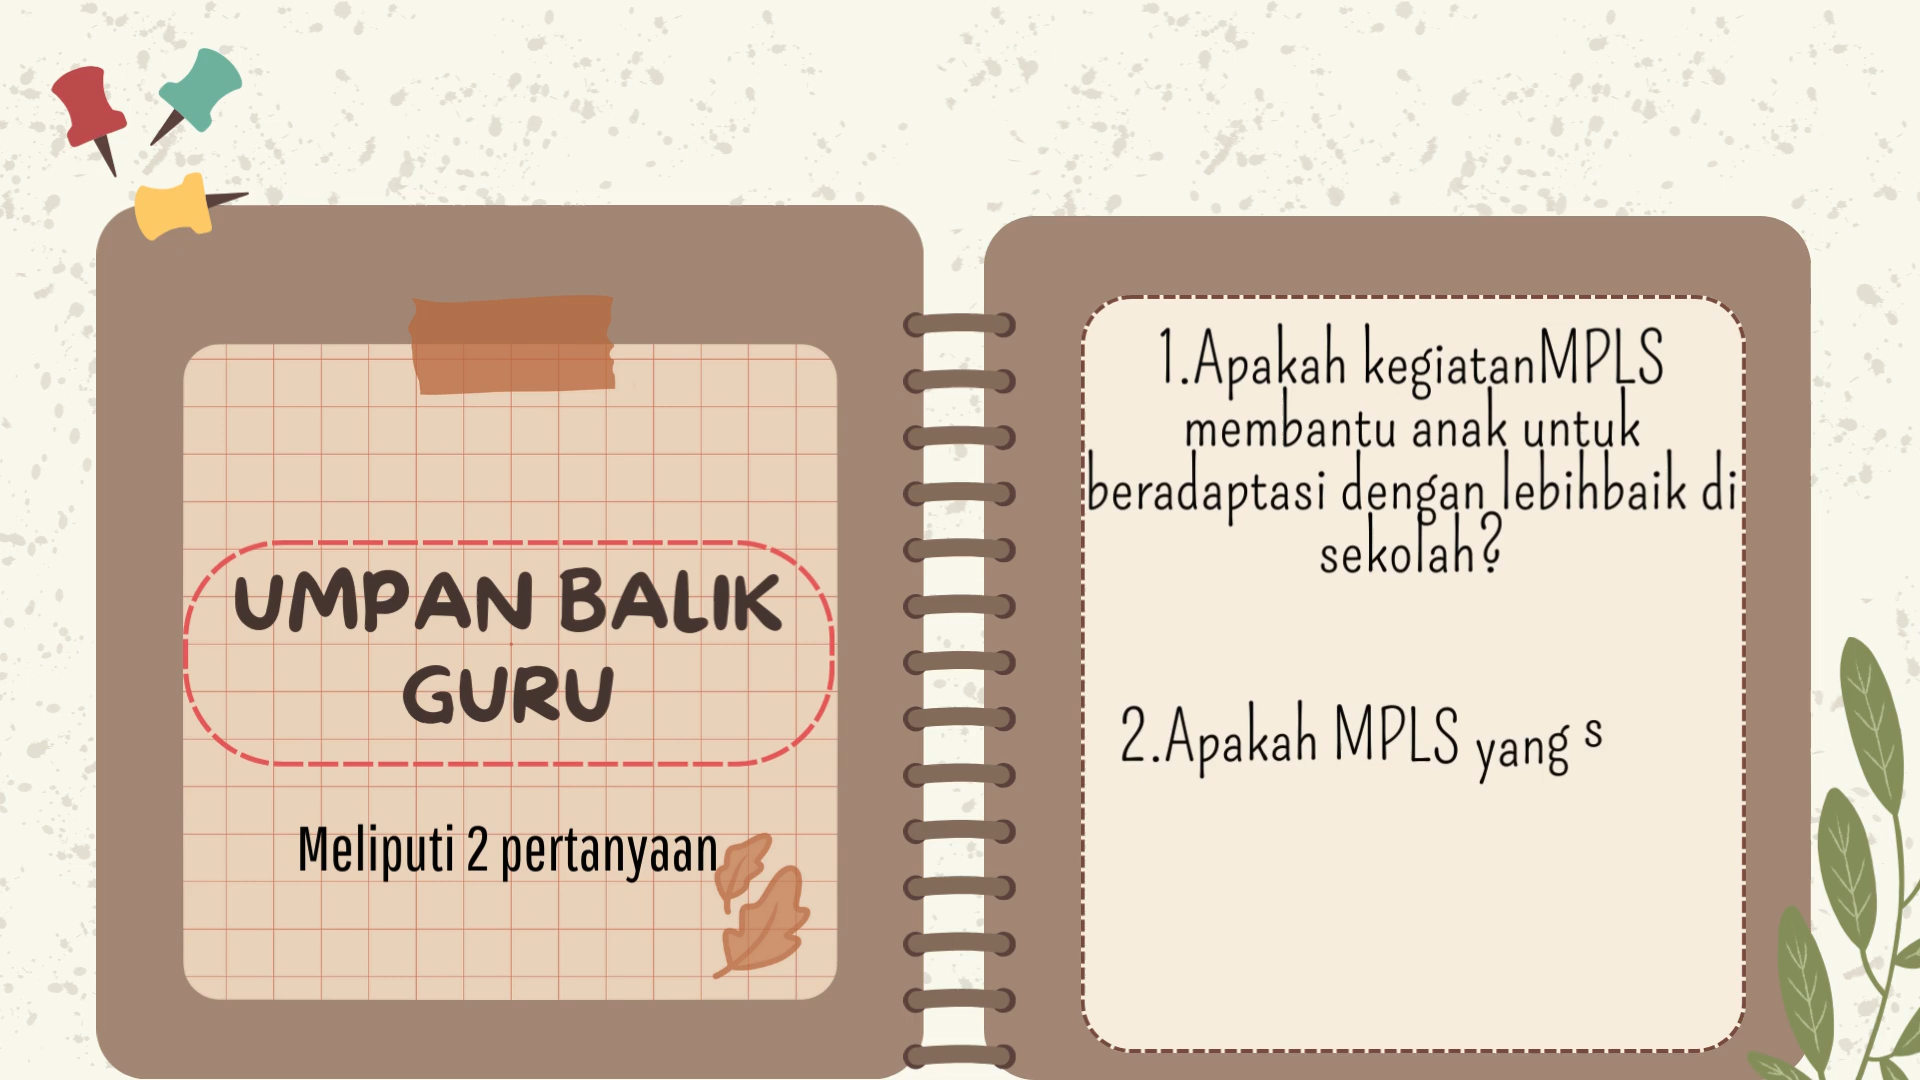 UMPAN BALIK
GURU
Meliputi 2 pertanyaan
1.Apakah kegiatanMPLS
membantu anak untuk
beradaptasi dengan lebihbaik di
sekolah?
2.Apakah MPLS yang s